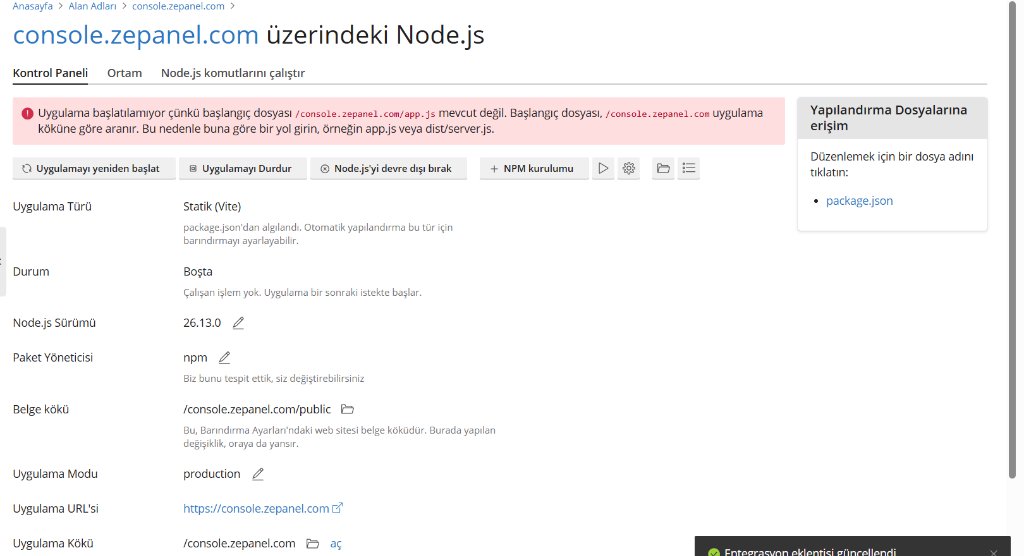 Anasayfa > Alan Adları > console.zepanel.com >
console.zepanel.com üzerindeki Node.js
Kontrol Paneli Ortam Node.js komutlarını çalıştır
Uygulama başlatılamıyor çünkü başlangıç dosyası /console.zepanel.com/app.js mevcut değil. Başlangıç dosyası, /console.zepanel.com uygulama
köküne göre aranır. Bu nedenle buna göre bir yol girin, örneğin app.js veya dist/server.js.
Yapılandırma Dosyalarına
erişim
Düzenlemek için bir dosya adını
tıklatın:
• package.json
Uygulamayı yeniden başlat Uygulamayı Durdur Node.js'yi devre dışı bırak + NPM kurulumu
Uygulama Türü Statik (Vite)
package.json'dan algılandı. Otomatik yapılandırma bu tür için
barındırmayı ayarlayabilir.
Durum Boşta
Çalışan işlem yok. Uygulama bir sonraki istekte başlar.
Node.js Sürümü 26.13.0
Paket Yöneticisi npm
Biz bunu tespit ettik, siz değiştirebilirsiniz
Belge kökü /console.zepanel.com/public
Bu, Barındırma Ayarları'ndaki web sitesi belge köküdür. Burada yapılan
değişiklik, oraya da yansır.
Uygulama Modu production
Uygulama URL'si https://console.zepanel.com
Uygulama Kökü /console.zepanel.com aç
Entegrasyon eklentisi güncellendi